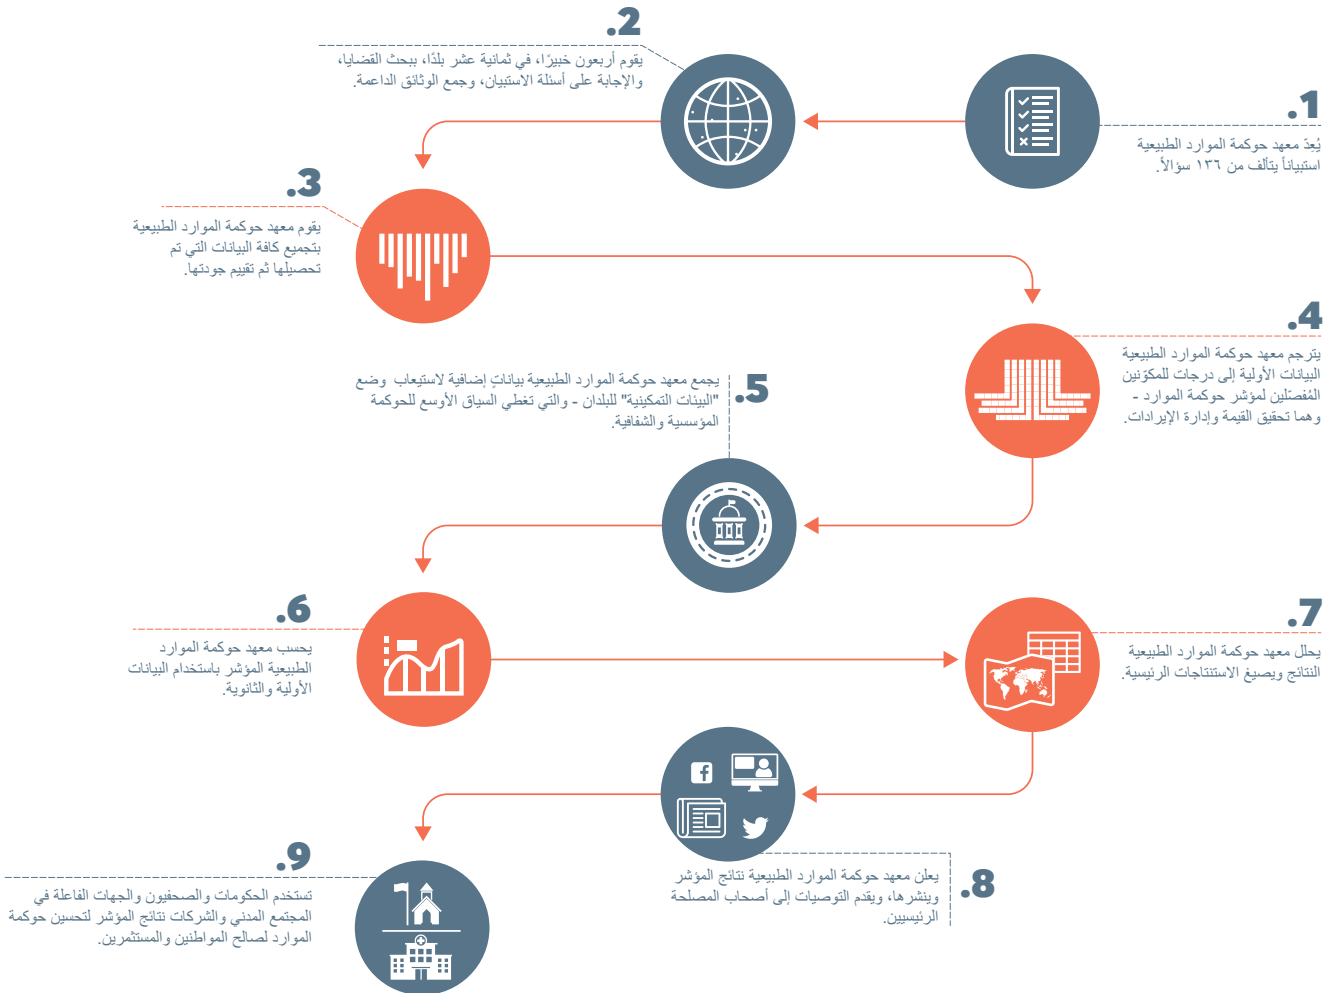 1.
يُعِدّ معهد حوكمة الموارد الطبيعية
استبياناً يتألف من ١٣٦ سؤالاً.
2.
يقوم أربعون خبيرًا، في ثمانية عشر بلدًا، ببحث القضايا،
والإجابة على أسئلة الاستبيان، وجمع الوثائق الداعمة.
3.
يقوم معهد حوكمة الموارد الطبيعية
بتجميع كافة البيانات التي تم
تحصيلها ثم تقييم جودتها.
4.
يترجم معهد حوكمة الموارد الطبيعية
البيانات الأولية إلى درجات للمكوّنين
المُفصّلين لمؤشر حوكمة الموارد -
وهما تحقيق القيمة وإدارة الإيرادات.
5.
يجمع معهد حوكمة الموارد الطبيعية بياناتٍ إضافية لاستيعاب وضع
"البيئات التمكينية" للبلدان - والتي تغطي السياق الأوسع للحوكمة
المؤسسية والشفافية.
6.
يحسب معهد حوكمة الموارد
الطبيعية المؤشر باستخدام البيانات
الأولية والثانوية.
7.
يحلل معهد حوكمة الموارد الطبيعية
النتائج ويصيغ الاستنتاجات الرئيسية.
8.
يعلن معهد حوكمة الموارد الطبيعية نتائج المؤشر
وينشرها، ويقدم التوصيات إلى أصحاب المصلحة
الرئيسيين.
9.
تستخدم الحكومات والصحفيون والجهات الفاعلة في
المجتمع المدني والشركات نتائج المؤشر لتحسين حوكمة
الموارد لصالح المواطنين والمستثمرين.